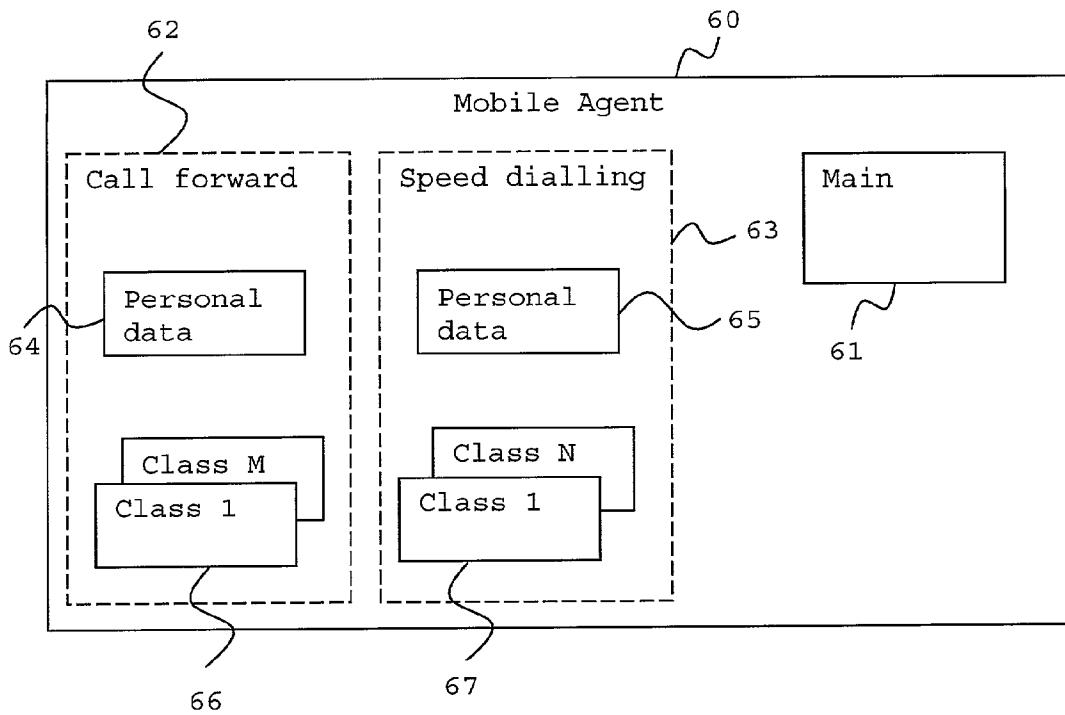 62
60
Mobile Agent
Call forward
Speed dialling
Main
63
Personal
data
Personal
data
64
65
61
Class M
Class 1
Class N
Class 1
66
67